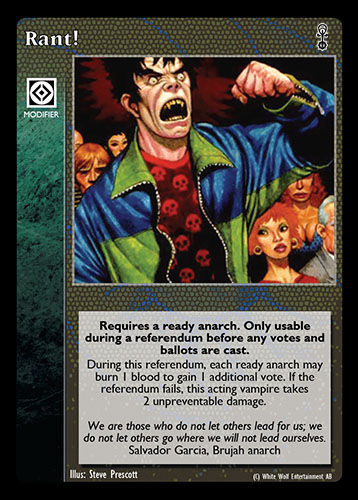 Rant!
MODIFIER
Requires a ready anarch. Only usable
during a referendum before any votes and
ballots are cast.
During this referendum, each ready anarch may
burn 1 blood to gain 1 additional vote. If the
referendum fails, this acting vampire takes
2 unpreventable damage.
We are those who do not let others lead for us; we
do not let others go where we will not lead ourselves.
Salvador Garcia, Brujah anarch
Illus: Steve Prescott
(C) White Wolf Entertainment AB